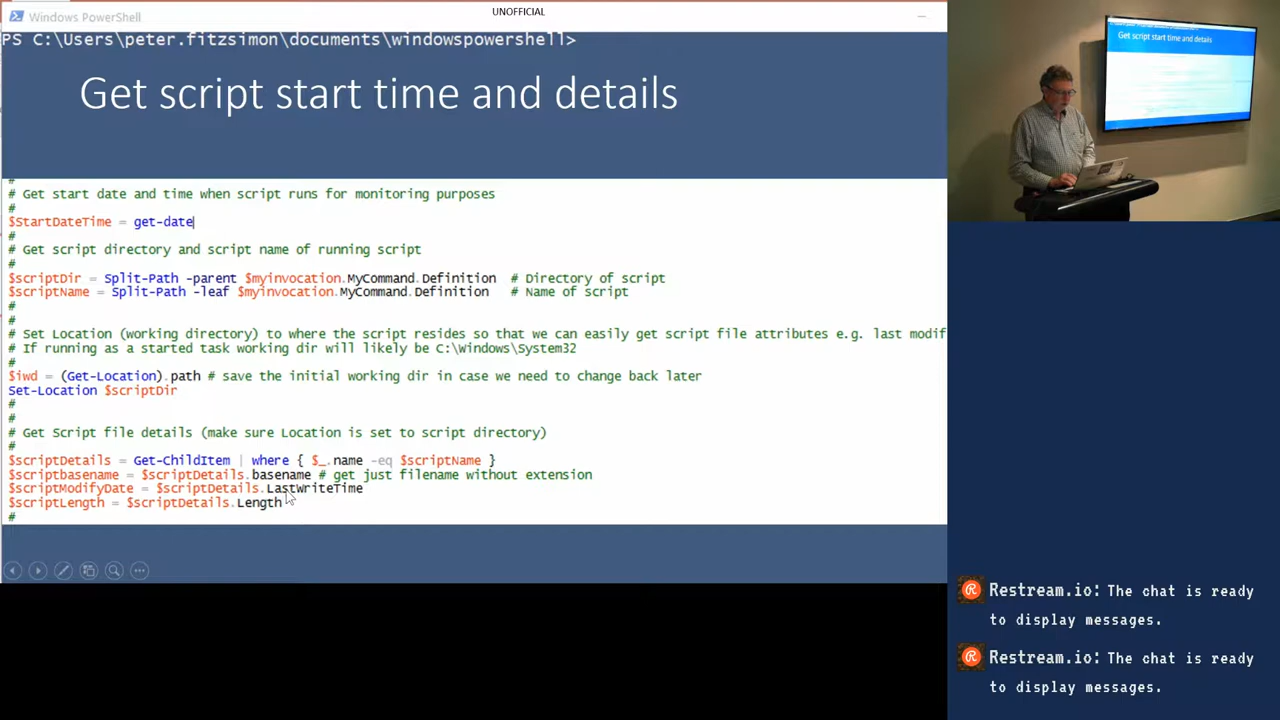 UNOFFICIAL
Windows PowerShell
PS C:\Users\peter.fitzsimon\documents\windowspowershell>
Get script start time and details
#
# Get start date and time when script runs for monitoring purposes
#
$StartDateTime = get-date
#
# Get script directory and script name of running script
#
$scriptDir = Split-Path -parent $myinvocation.MyCommand.Definition # Directory of script
$scriptName = Split-Path -leaf $myinvocation.MyCommand.Definition # Name of script
#
#
# Set Location (working directory) to where the script resides so that we can easily get script file attributes e.g. last modif
# If running as a started task working dir will likely be C:\Windows\System32
#
$iwd = (Get-Location).path # save the initial working dir in case we need to change back later
Set-Location $scriptDir
#
#
# Get Script file details (make sure Location is set to script directory)
#
$scriptDetails = Get-ChildItem | where { $_.name -eq $scriptName }
$scriptbasename = $scriptDetails.basename # get just filename without extension
$scriptModifyDate = $scriptDetails.LastWriteTime
$scriptLength = $scriptDetails.Length
#
Get script start time and details
Restream.io: The chat is ready
to display messages.
Restream.io: The chat is ready
to display messages.